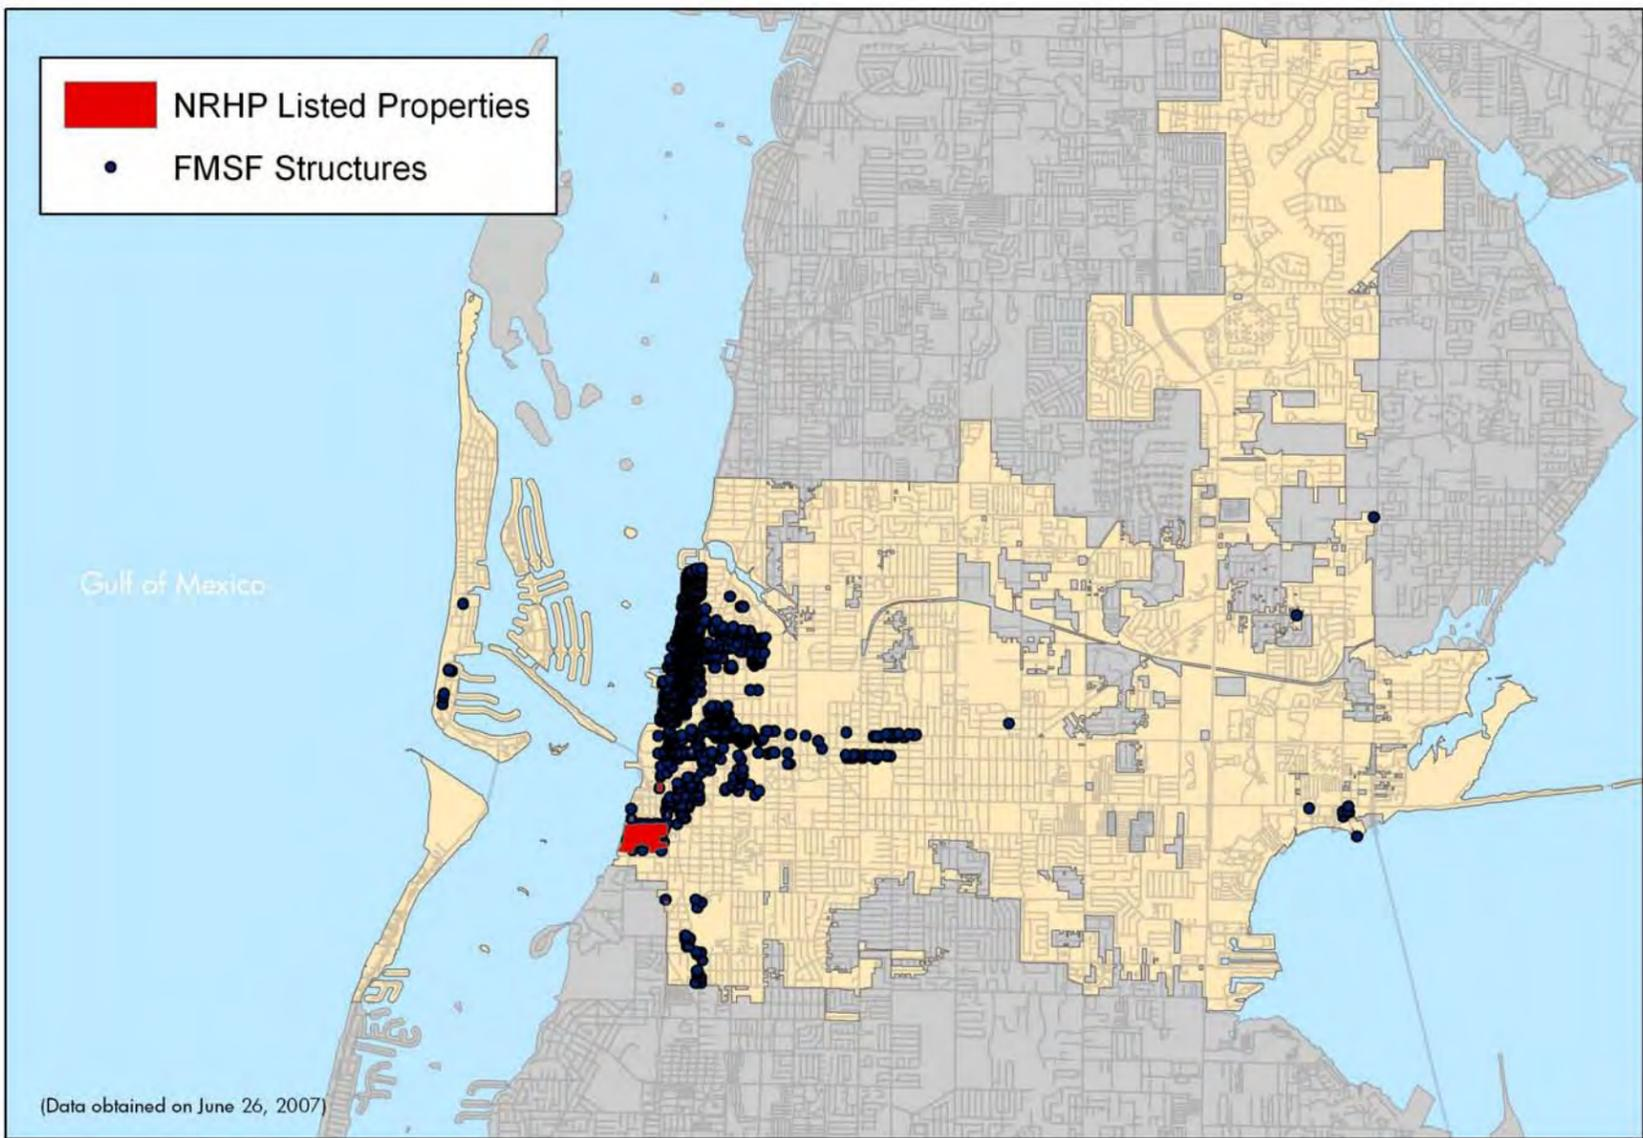 NRHP Listed Properties
FMSF Structures
Gulf of Mexico
(Data obtained on June 26, 2007)